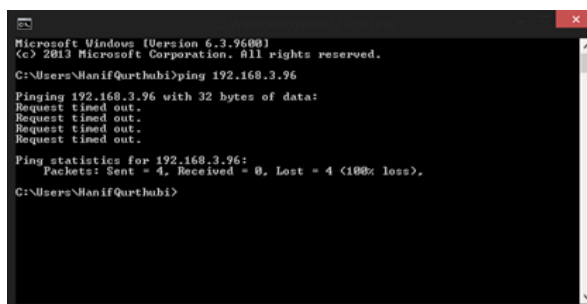 Microsoft Windows [Version 6.3.9600]
(c) 2013 Microsoft Corporation. All rights reserved.
C:\Users\HanifQurthubi>ping 192.168.3.96
Pinging 192.168.3.96 with 32 bytes of data:
Request timed out.
Request timed out.
Request timed out.
Request timed out.
Ping statistics for 192.168.3.96:
Packets: Sent = 4, Received = 0, Lost = 4 (100% loss),
C:\Users\HanifQurthubi>